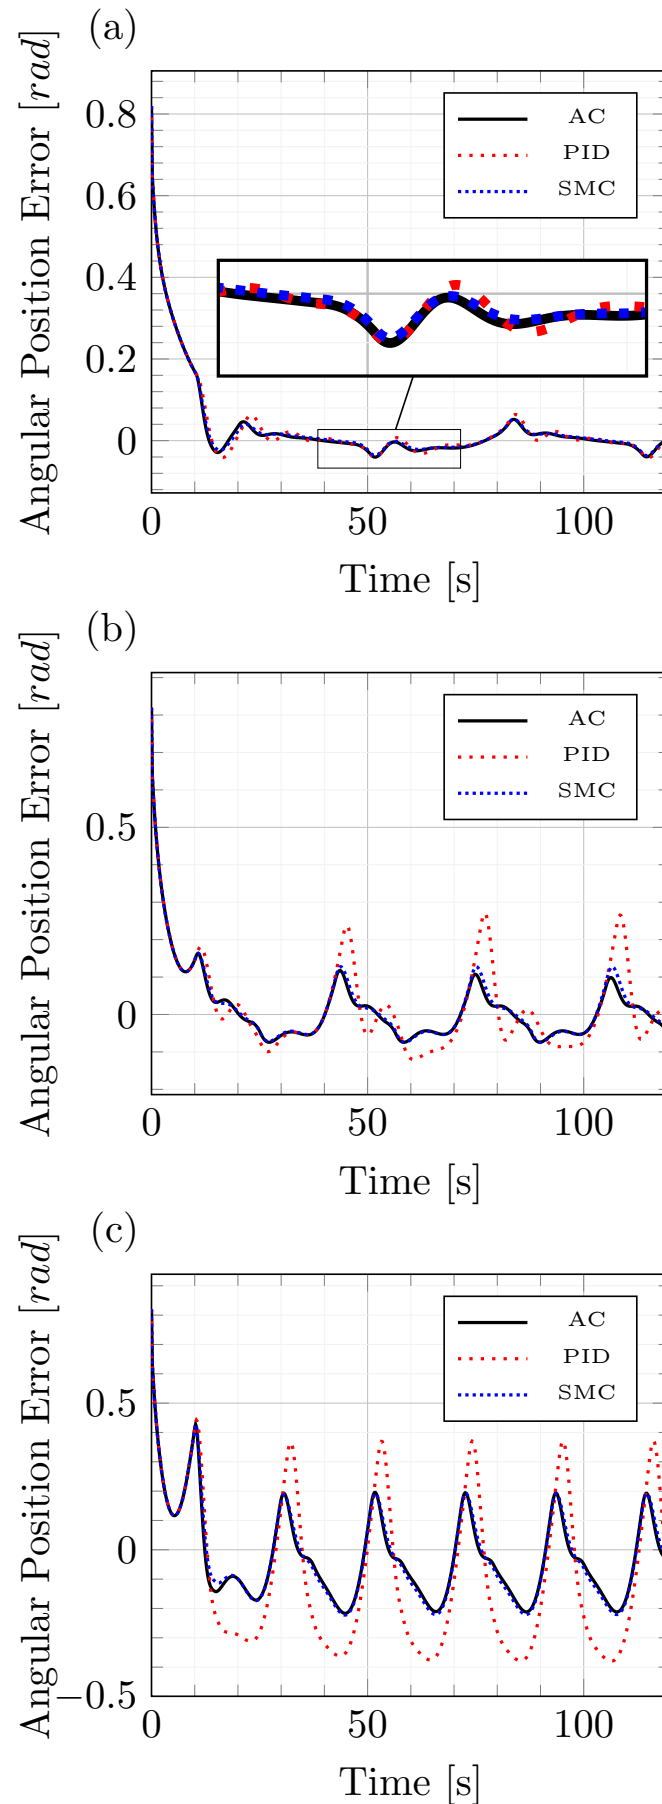 (a)
Angular Position Error [rad]
0.8
0.6
0.4
0.2
0
AC
PID
SMC
0 50 100
Time [s]
(b)
Angular Position Error [rad]
0.5
0
AC
PID
SMC
0 50 100
Time [s]
(c)
Angular Position Error [rad]
0.5
0
−0.5
AC
PID
SMC
0 50 100
Time [s]